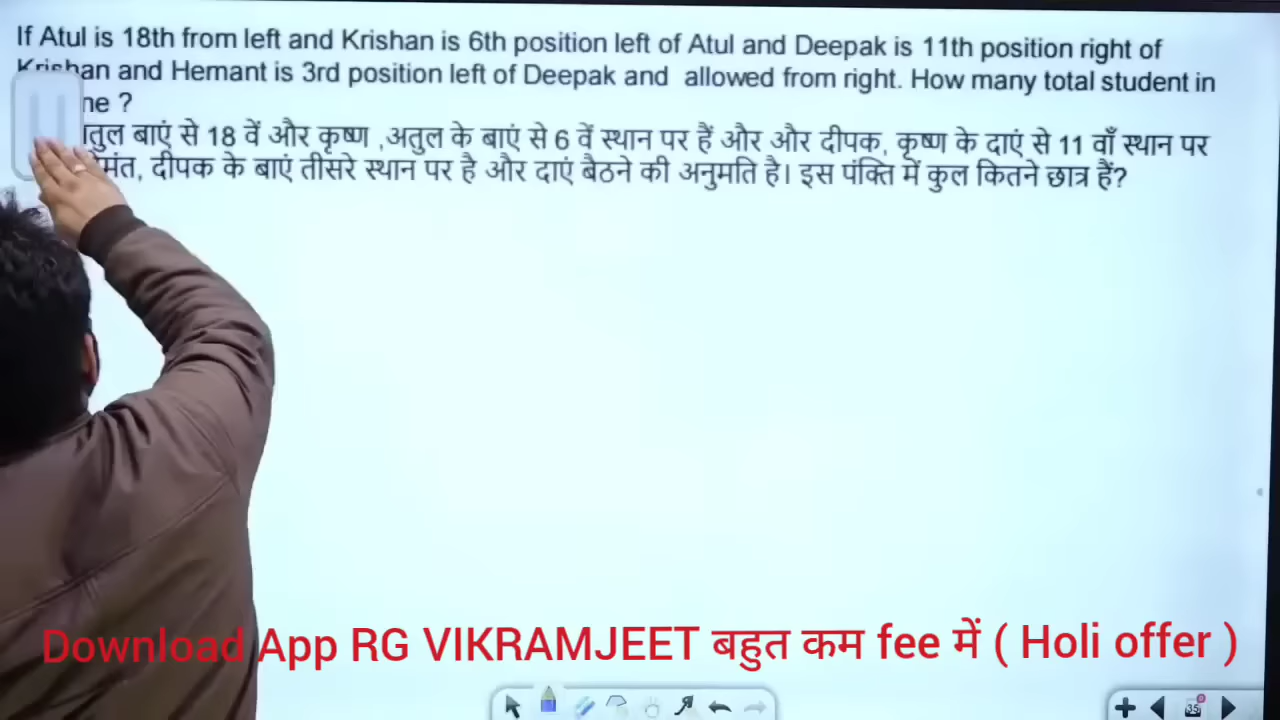 If Atul is 18th from left and Krishan is 6th position left of Atul and Deepak is 11th position right of
Krishan and Hemant is 3rd position left of Deepak and allowed from right. How many total student in
ne ?
तुल बाएं से 18 वें और कृष्ण ,अतुल के बाएं से 6 वें स्थान पर हैं और और दीपक, कृष्ण के दाएं से 11 वाँ स्थान पर
मंत, दीपक के बाएं तीसरे स्थान पर है और दाएं बैठने की अनुमति है। इस पंक्ति में कुल कितने छात्र हैं?
Download App RG VIKRAMJEET बहुत कम fee में ( Holi offer )
35